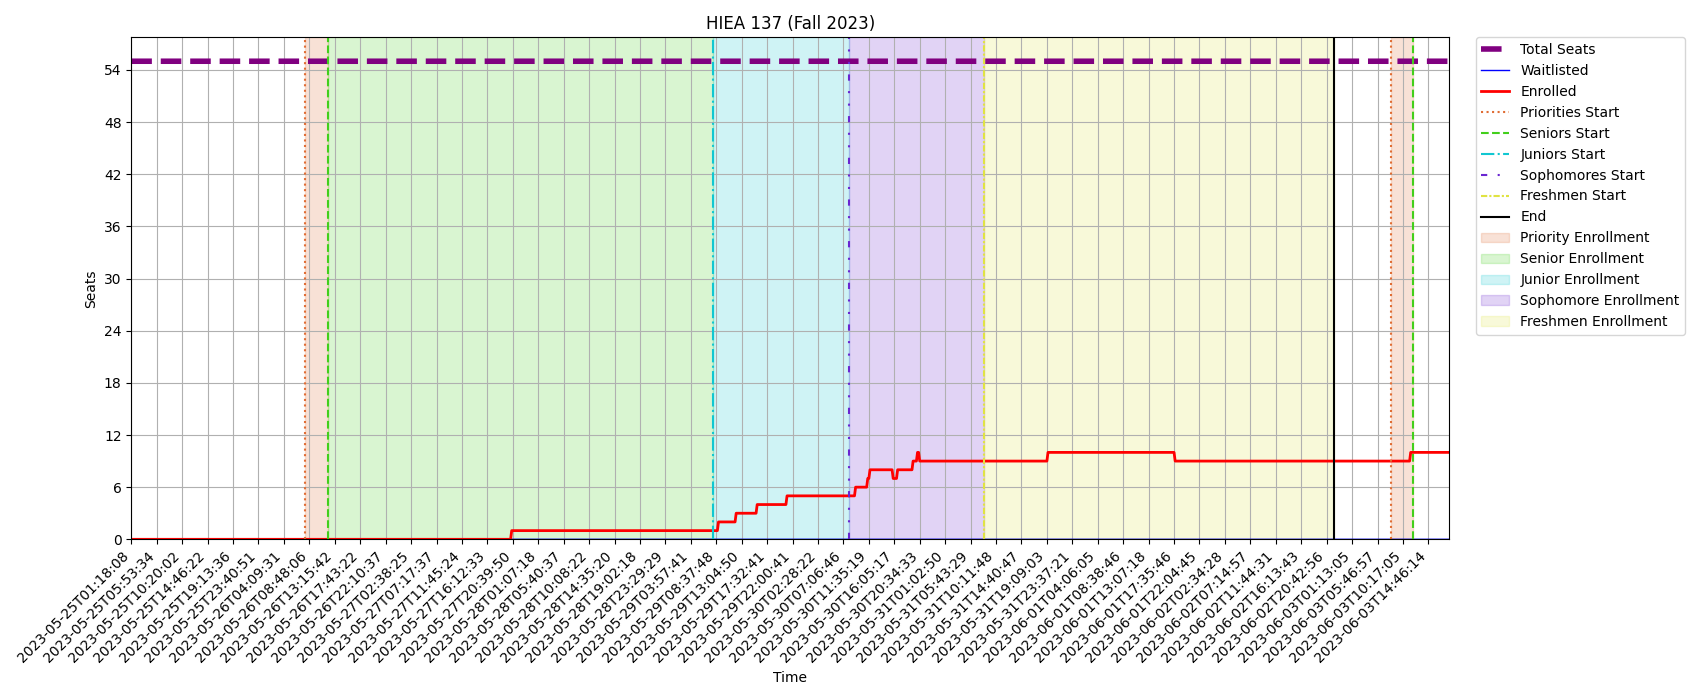 HIEA 137 (Fall 2023)
Seats
54
48
42
36
30
24
18
12
6
0
2023-05-25T01:18:08
2023-05-25T05:53:34
2023-05-25T10:20:02
2023-05-25T14:46:22
2023-05-25T19:13:36
2023-05-25T23:40:51
2023-05-26T04:09:31
2023-05-26T08:48:06
2023-05-26T13:15:42
2023-05-26T17:43:22
2023-05-26T22:10:37
2023-05-27T02:38:25
2023-05-27T07:17:37
2023-05-27T11:45:24
2023-05-27T16:12:33
2023-05-27T20:39:50
2023-05-28T01:07:18
2023-05-28T05:40:37
2023-05-28T10:08:22
2023-05-28T14:35:20
2023-05-28T19:02:18
2023-05-28T23:29:29
2023-05-29T03:57:41
2023-05-29T08:37:48
2023-05-29T13:04:50
2023-05-29T17:32:41
2023-05-29T22:00:41
2023-05-30T02:28:22
2023-05-30T07:06:46
2023-05-30T11:35:19
2023-05-30T16:05:17
2023-05-30T20:34:33
2023-05-31T01:02:50
2023-05-31T05:43:29
2023-05-31T10:11:48
2023-05-31T14:40:47
2023-05-31T19:09:03
2023-05-31T23:37:21
2023-06-01T04:06:05
2023-06-01T08:38:46
2023-06-01T13:07:18
2023-06-01T17:35:46
2023-06-01T22:04:45
2023-06-02T02:34:28
2023-06-02T07:14:57
2023-06-02T11:44:31
2023-06-02T16:13:43
2023-06-02T20:42:56
2023-06-03T01:13:05
2023-06-03T05:46:57
2023-06-03T10:17:05
2023-06-03T14:46:14
Time
Total Seats
Waitlisted
Enrolled
Priorities Start
Seniors Start
Juniors Start
Sophomores Start
Freshmen Start
End
Priority Enrollment
Senior Enrollment
Junior Enrollment
Sophomore Enrollment
Freshmen Enrollment